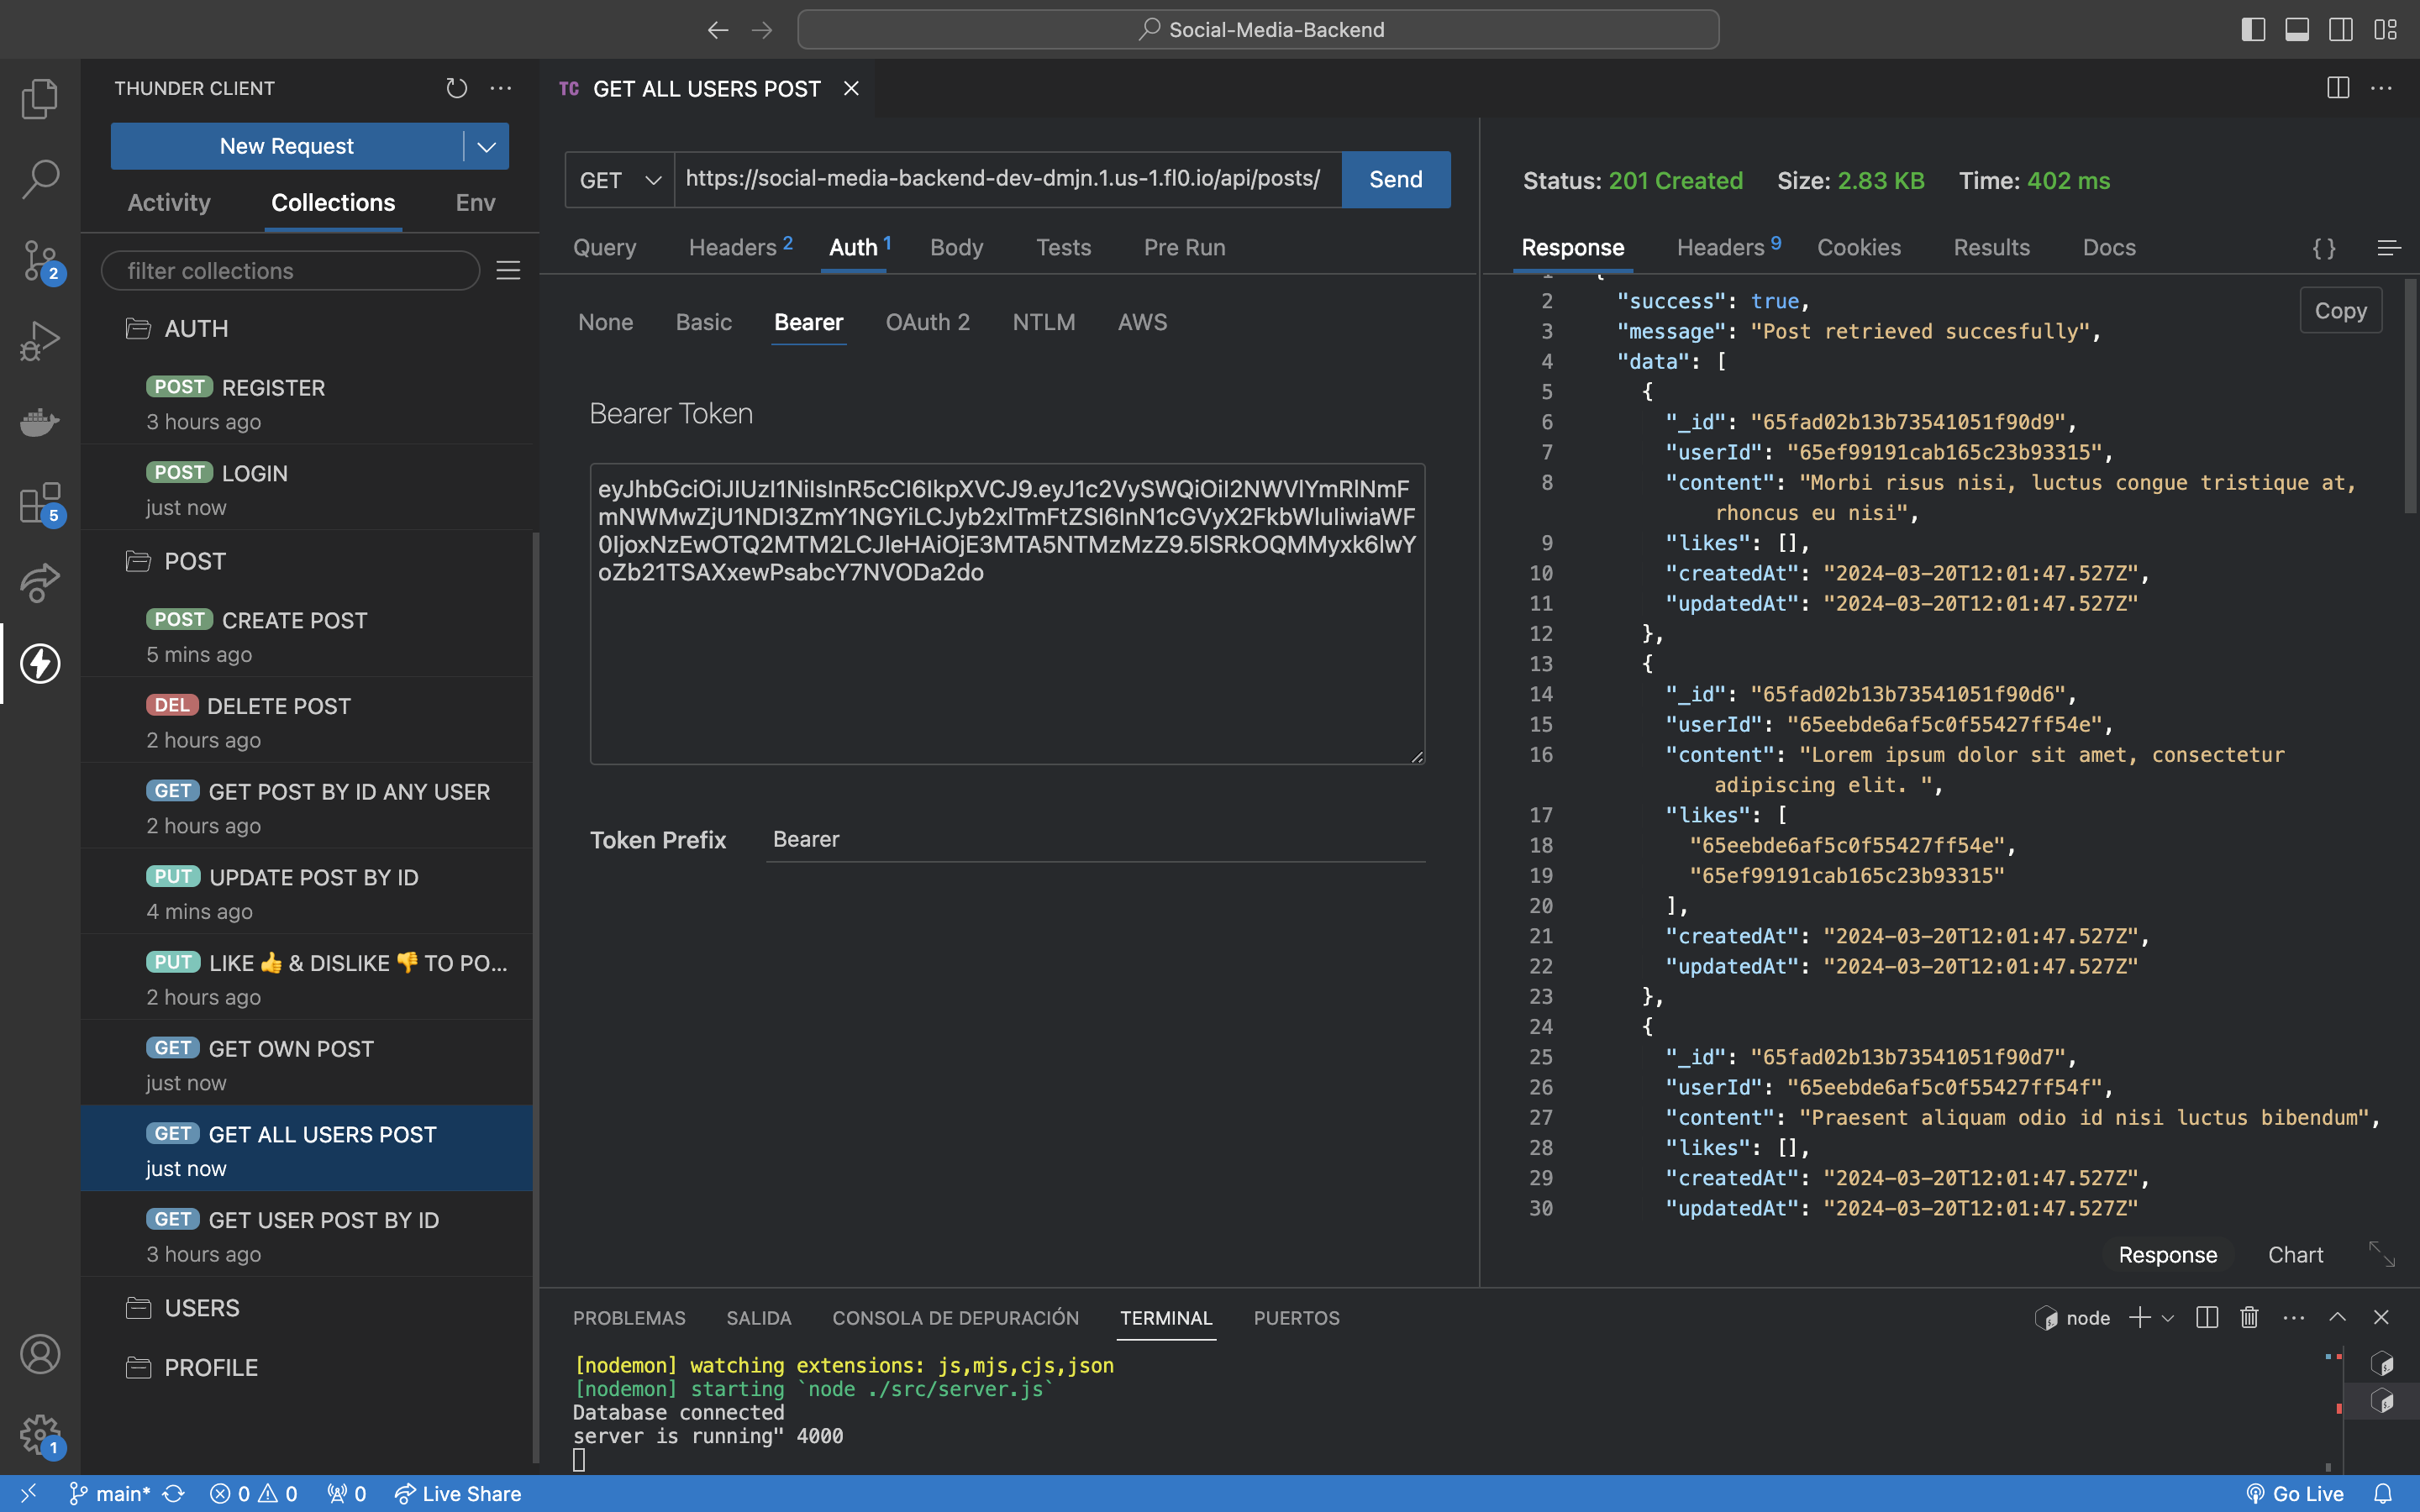 Social-Media-Backend
THUNDER CLIENT
New Request
Activity
Collections
Env
filter collections
AUTH
POST REGISTER
3 hours ago
POST LOGIN
just now
POST
POST CREATE POST
5 mins ago
DEL DELETE POST
2 hours ago
GET GET POST BY ID ANY USER
2 hours ago
PUT UPDATE POST BY ID
4 mins ago
PUT LIKE 👍 & DISLIKE 👎 TO PO...
2 hours ago
GET GET OWN POST
just now
GET GET ALL USERS POST
just now
GET GET USER POST BY ID
3 hours ago
USERS
PROFILE
2
5
1
TC GET ALL USERS POST
GET
https://social-media-backend-dev-dmjn.1.us-1.fl0.io/api/posts/
Send
Query
Headers 2
Auth 1
Body
Tests
Pre Run
None
Basic
Bearer
OAuth 2
NTLM
AWS
Bearer Token
eyJhbGciOiJIUzI1NiIsInR5cCI6IkpXVCJ9.eyJ1c2VySWQiOiI2NWVlYmRlNmF
mNWMwZjU1NDI3ZmY1NGYiLCJyb2xlTmFtZSI6InN1cGVyX2FkbWluIiwiaWF
0IjoxNzEwOTQ2MTM2LCJleHAiOjE3MTA5NTMzMzZ9.5lSRkOQMMyxk6lwY
oZb21TSAXxewPsabcY7NVODa2do
Token Prefix
Bearer
Status: 201 Created
Size: 2.83 KB
Time: 402 ms
Response
Headers 9
Cookies
Results
Docs
{ }
Copy
1 {
2 "success": true,
3 "message": "Post retrieved succesfully",
4 "data": [
5 {
6 "_id": "65fad02b13b73541051f90d9",
7 "userId": "65ef99191cab165c23b93315",
8 "content": "Morbi risus nisi, luctus congue tristique at,
rhoncus eu nisi",
9 "likes": [],
10 "createdAt": "2024-03-20T12:01:47.527Z",
11 "updatedAt": "2024-03-20T12:01:47.527Z"
12 },
13 {
14 "_id": "65fad02b13b73541051f90d6",
15 "userId": "65eebde6af5c0f55427ff54e",
16 "content": "Lorem ipsum dolor sit amet, consectetur
adipiscing elit. ",
17 "likes": [
18 "65eebde6af5c0f55427ff54e",
19 "65ef99191cab165c23b93315"
20 ],
21 "createdAt": "2024-03-20T12:01:47.527Z",
22 "updatedAt": "2024-03-20T12:01:47.527Z"
23 },
24 {
25 "_id": "65fad02b13b73541051f90d7",
26 "userId": "65eebde6af5c0f55427ff54f",
27 "content": "Praesent aliquam odio id nisi luctus bibendum",
28 "likes": [],
29 "createdAt": "2024-03-20T12:01:47.527Z",
30 "updatedAt": "2024-03-20T12:01:47.527Z"
Response
Chart
PROBLEMAS
SALIDA
CONSOLA DE DEPURACIÓN
TERMINAL
PUERTOS
node
[nodemon] watching extensions: js,mjs,cjs,json
[nodemon] starting `node ./src/server.js`
Database connected
server is running" 4000
main*
0
0
0
Live Share
Go Live